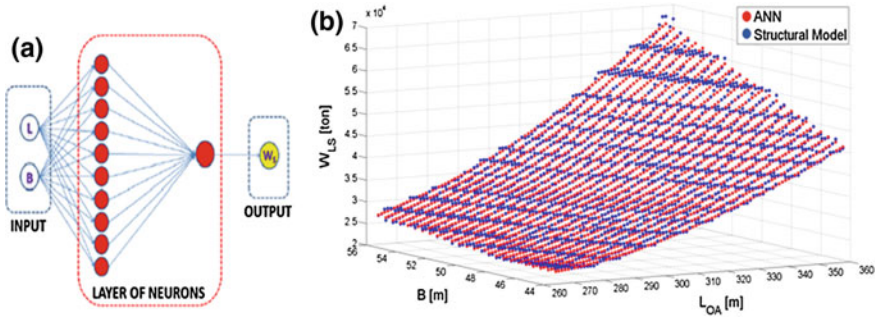 (a)
L
B
INPUT
LAYER OF NEURONS
W_L
OUTPUT
(b)
x 10⁴
ANN
Structural Model
7
6.5
6
5.5
5
4.5
4
3.5
3
2.5
2
W_LS [ton]
56
54
52
50
48
46
44
B [m]
260
270
280
290
300
310
320
330
340
350
360
L_OA [m]